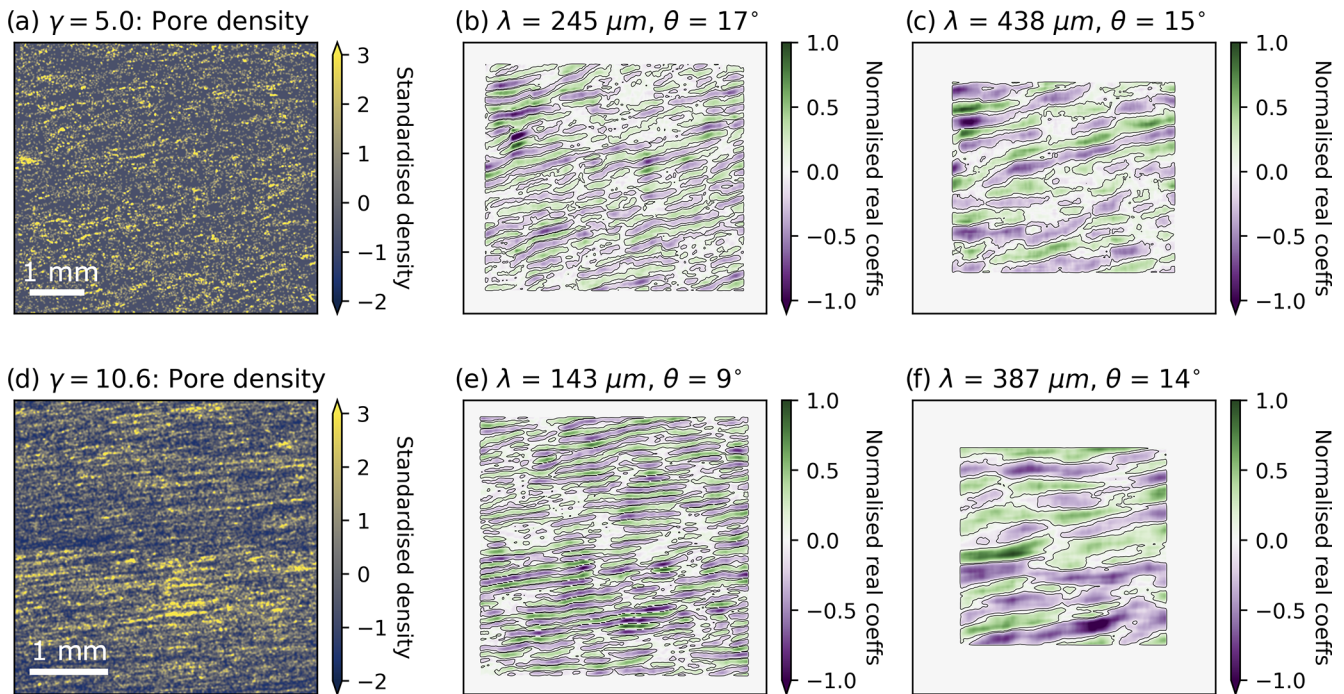 (a) γ = 5.0: Pore density
3
2
1
0
−1
−2
Standardised density
1 mm
(b) λ = 245 μm, θ = 17°
1.0
0.5
0.0
−0.5
−1.0
Normalised real coeffs
(c) λ = 438 μm, θ = 15°
1.0
0.5
0.0
−0.5
−1.0
Normalised real coeffs
(d) γ = 10.6: Pore density
3
2
1
0
−1
−2
Standardised density
1 mm
(e) λ = 143 μm, θ = 9°
1.0
0.5
0.0
−0.5
−1.0
Normalised real coeffs
(f) λ = 387 μm, θ = 14°
1.0
0.5
0.0
−0.5
−1.0
Normalised real coeffs